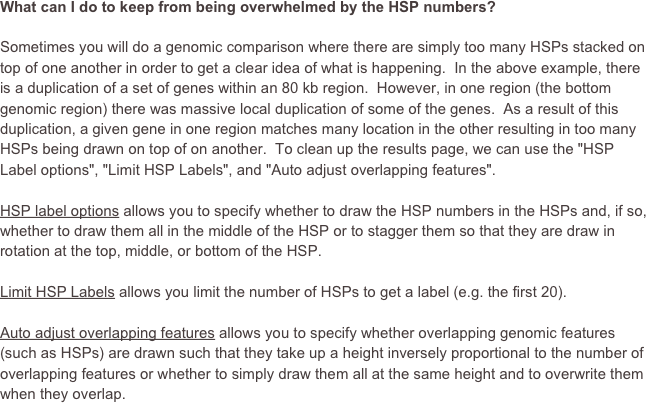 What can I do to keep from being overwhelmed by the HSP numbers?
Sometimes you will do a genomic comparison where there are simply too many HSPs stacked on
top of one another in order to get a clear idea of what is happening.  In the above example, there
is a duplication of a set of genes within an 80 kb region.  However, in one region (the bottom
genomic region) there was massive local duplication of some of the genes.  As a result of this
duplication, a given gene in one region matches many location in the other resulting in too many
HSPs being drawn on top of on another.  To clean up the results page, we can use the "HSP
Label options", "Limit HSP Labels", and "Auto adjust overlapping features".
HSP label options allows you to specify whether to draw the HSP numbers in the HSPs and, if so,
whether to draw them all in the middle of the HSP or to stagger them so that they are draw in
rotation at the top, middle, or bottom of the HSP.
Limit HSP Labels allows you limit the number of HSPs to get a label (e.g. the first 20).
Auto adjust overlapping features allows you to specify whether overlapping genomic features
(such as HSPs) are drawn such that they take up a height inversely proportional to the number of
overlapping features or whether to simply draw them all at the same height and to overwrite them
when they overlap.